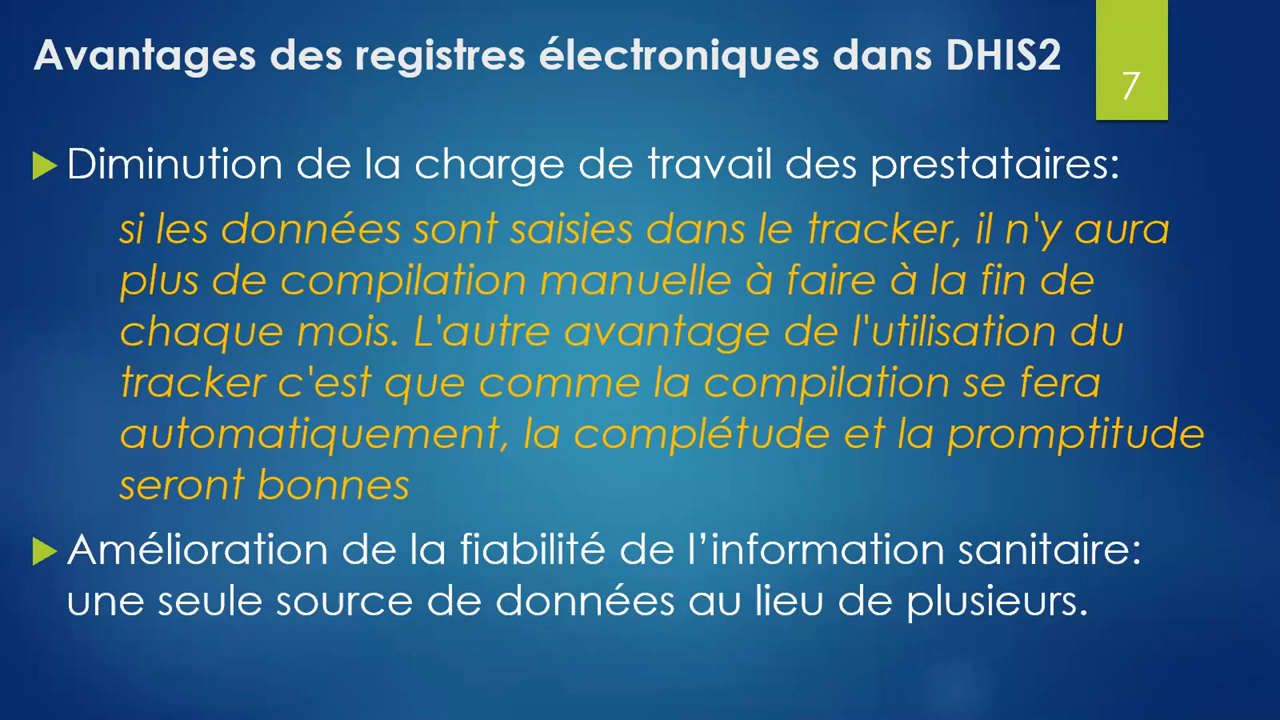 Avantages des registres électroniques dans DHIS2
7
Diminution de la charge de travail des prestataires:
si les données sont saisies dans le tracker, il n'y aura
plus de compilation manuelle à faire à la fin de
chaque mois. L'autre avantage de l'utilisation du
tracker c'est que comme la compilation se fera
automatiquement, la complétude et la promptitude
seront bonnes
Amélioration de la fiabilité de l’information sanitaire:
une seule source de données au lieu de plusieurs.